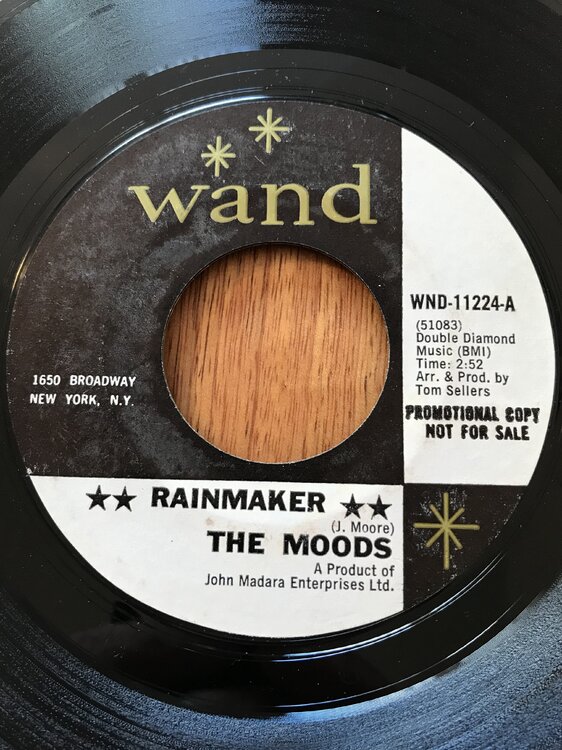 wand
WND-11224-A
(51083)
Double Diamond
Music (BMI)
Time: 2:52
Arr. & Prod. by
Tom Sellers
PROMOTIONAL COPY
NOT FOR SALE
1650 BROADWAY
NEW YORK, N.Y.
★★ RAINMAKER ★★
(J. Moore)
THE MOODS
A Product of
John Madara Enterprises Ltd.